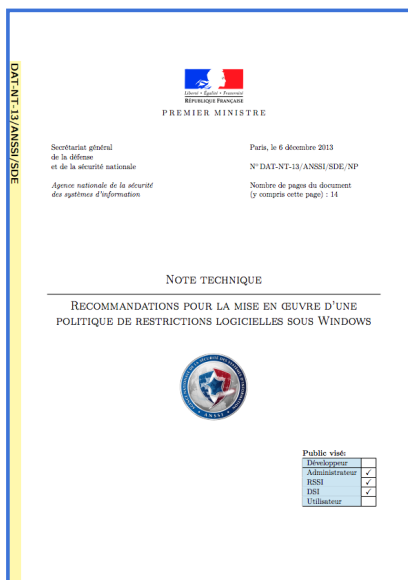 DAT-NT-13/ANSSI/SDE
Liberté • Égalité • Fraternité
RÉPUBLIQUE FRANÇAISE
PREMIER MINISTRE
Secrétariat général
de la défense
et de la sécurité nationale
Agence nationale de la sécurité
des systèmes d'information
Paris, le 6 décembre 2013
N° DAT-NT-13/ANSSI/SDE/NP
Nombre de pages du document
(y compris cette page) : 14
NOTE TECHNIQUE
RECOMMANDATIONS POUR LA MISE EN ŒUVRE D'UNE
POLITIQUE DE RESTRICTIONS LOGICIELLES SOUS WINDOWS
ANSSI
Public visé:
Développeur
Administrateur ✓
RSSI ✓
DSI ✓
Utilisateur